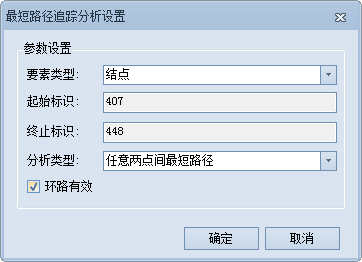 最短路径追踪分析设置
参数设置
要素类型: 结点
起始标识: 407
终止标识: 448
分析类型: 任意两点间最短路径
环路有效
确定 取消